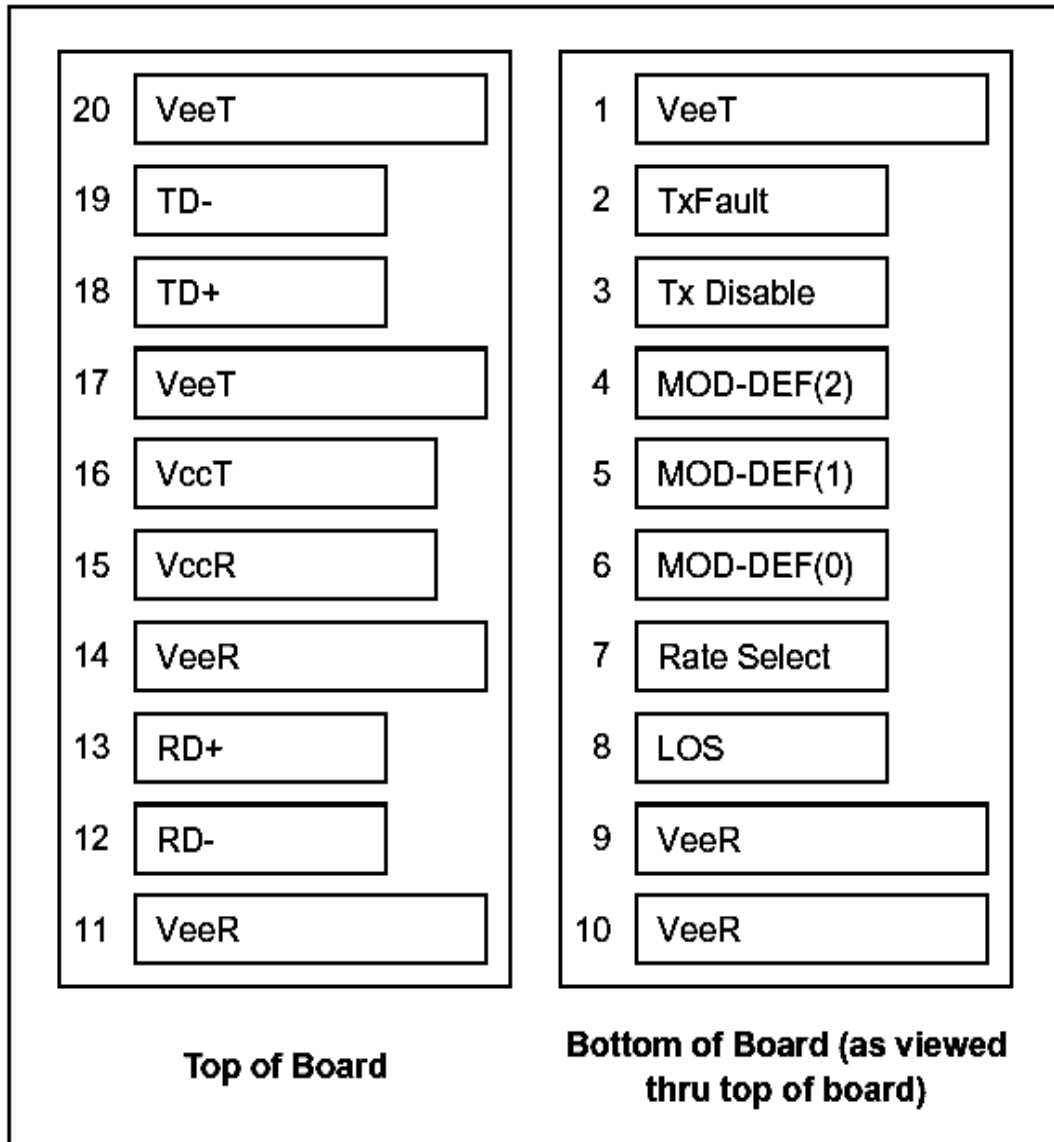 20 VeeT
19 TD-
18 TD+
17 VeeT
16 VccT
15 VccR
14 VeeR
13 RD+
12 RD-
11 VeeR
Top of Board
1 VeeT
2 TxFault
3 Tx Disable
4 MOD-DEF(2)
5 MOD-DEF(1)
6 MOD-DEF(0)
7 Rate Select
8 LOS
9 VeeR
10 VeeR
Bottom of Board (as viewed
thru top of board)